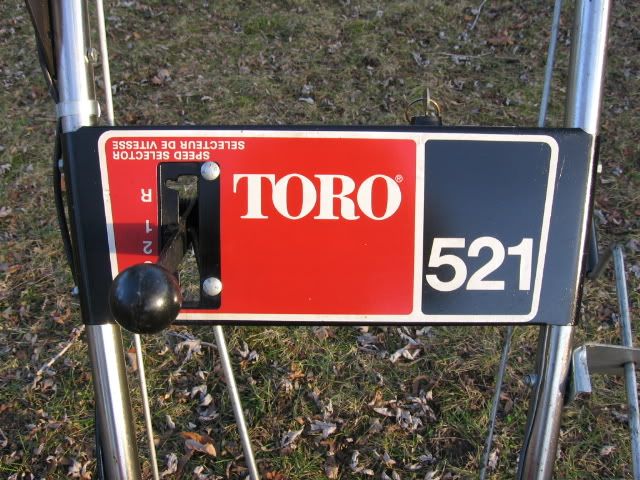 SPEED SELECTOR
SELECTEUR DE VITESSE
R
1
2
TORO®
521